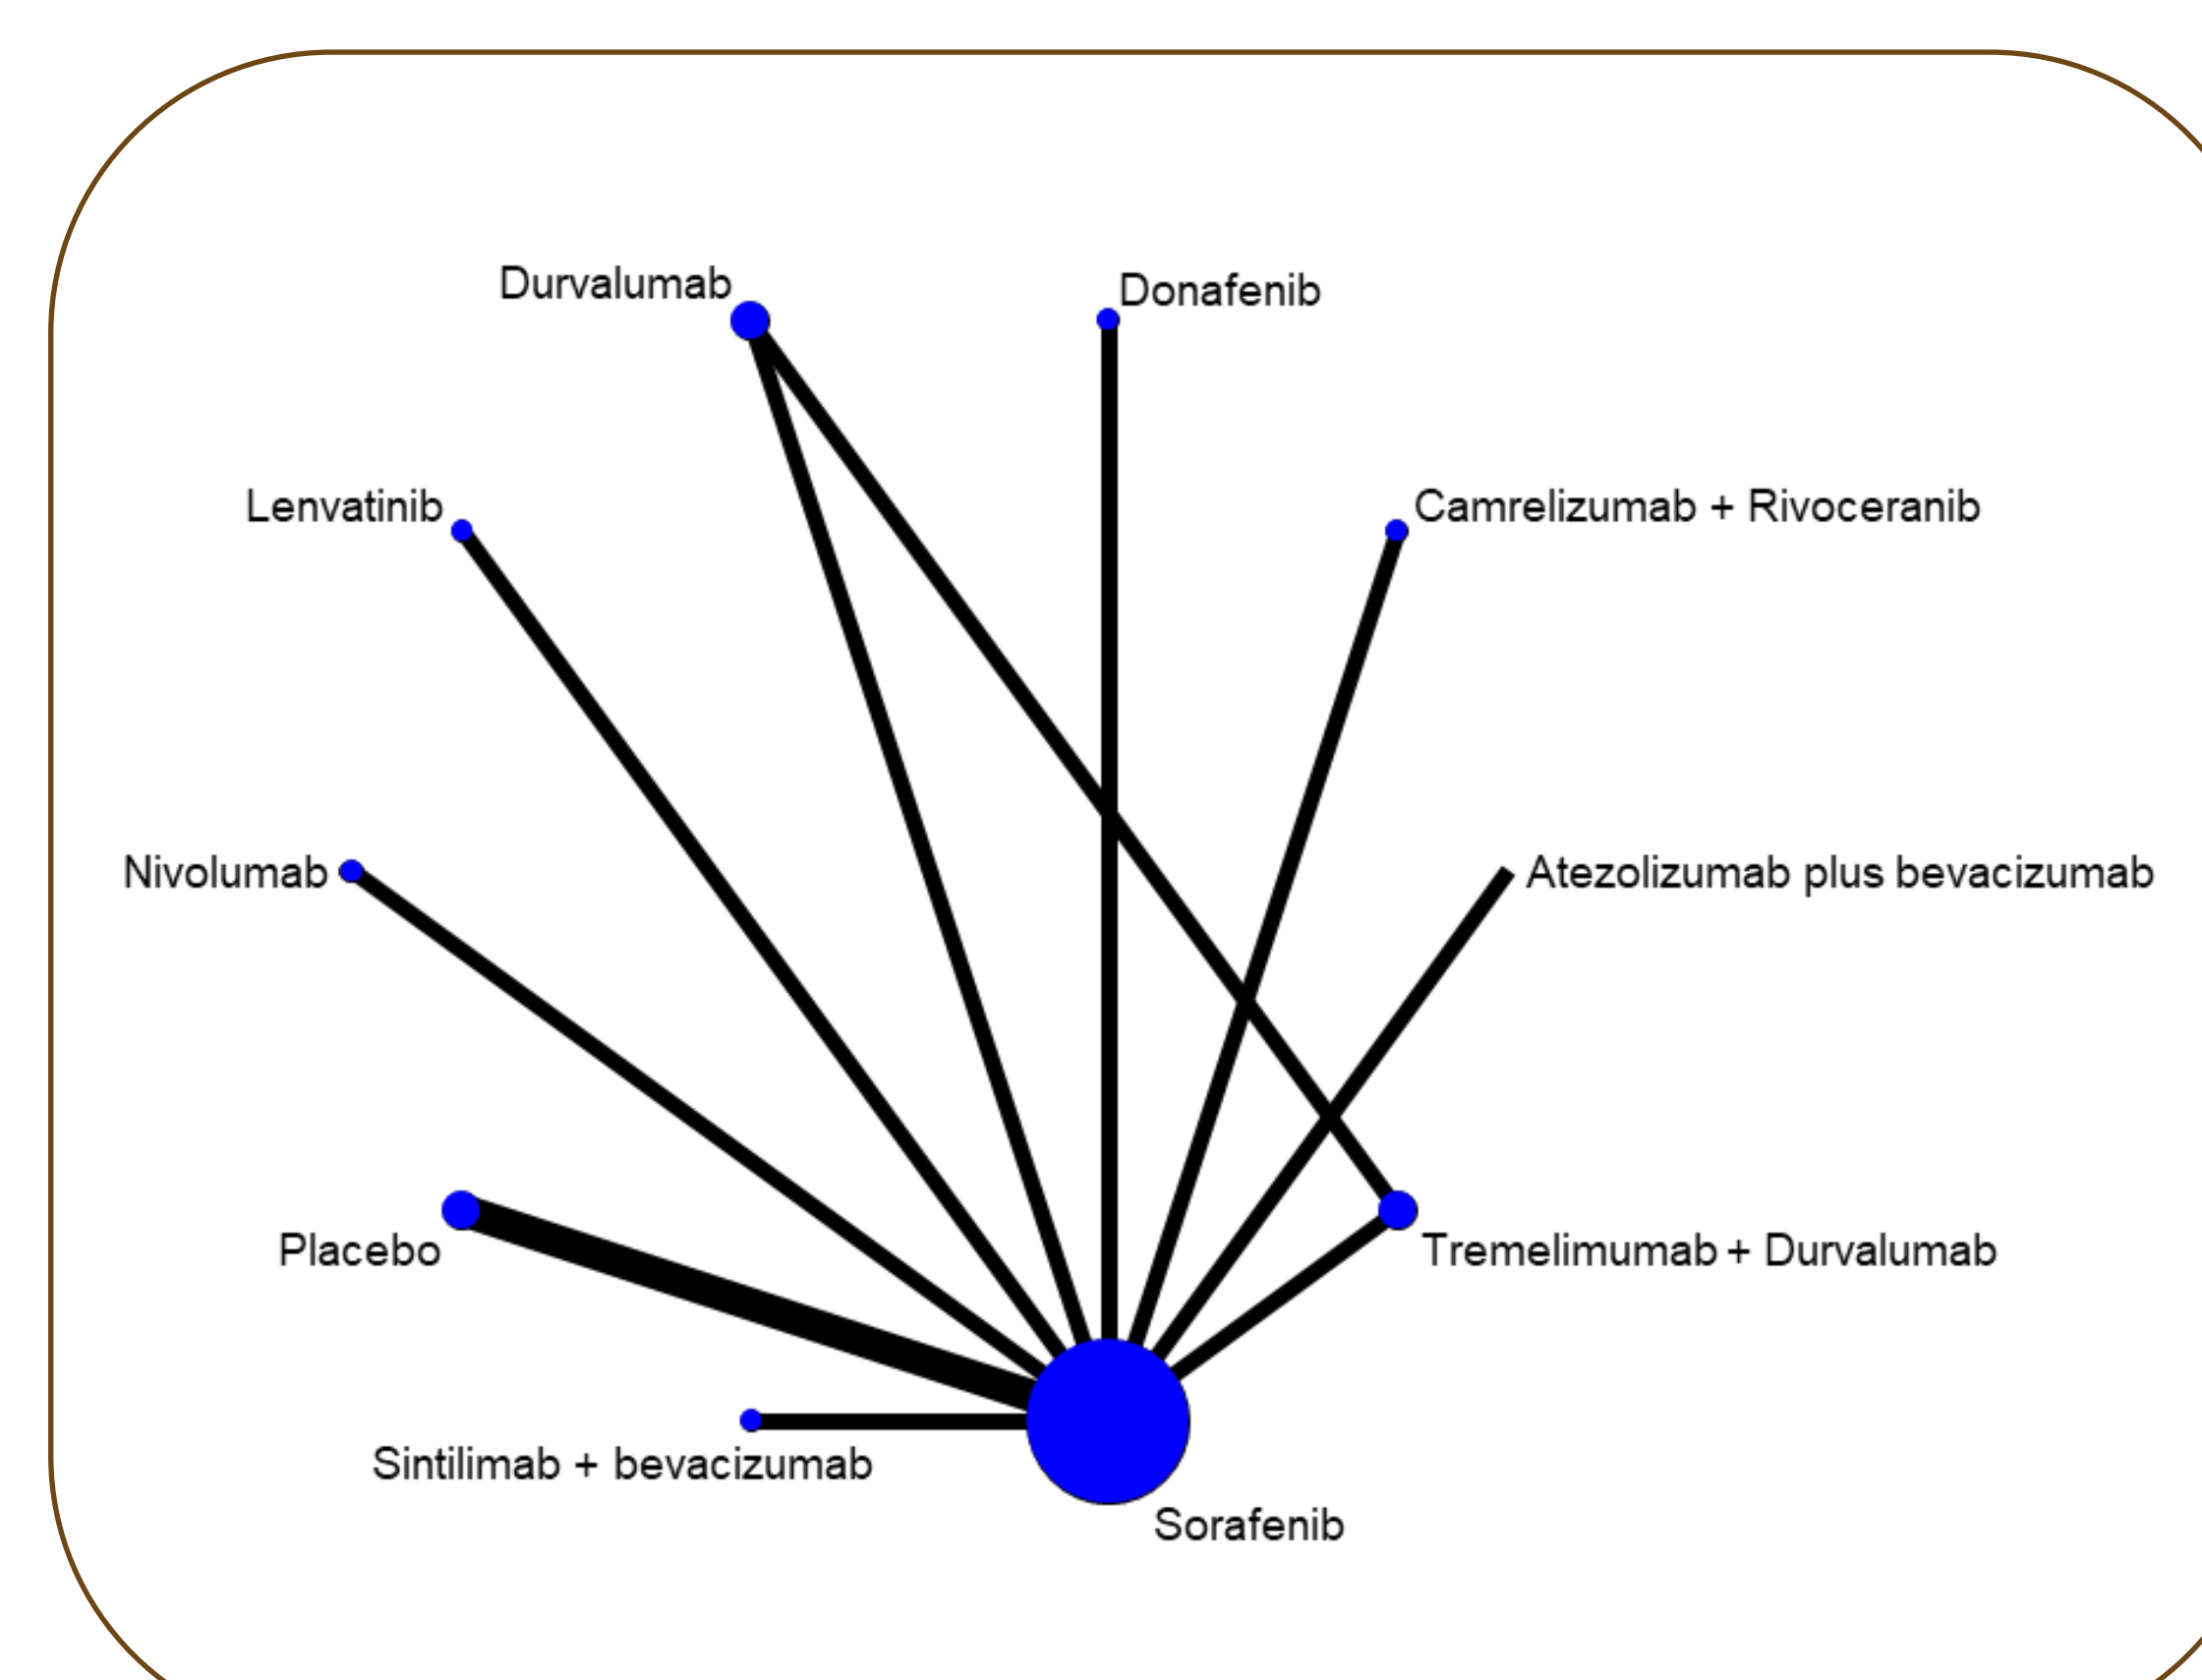 Durvalumab
Donafenib
Lenvatinib
Camrelizumab + Rivoceranib
Nivolumab
Atezolizumab plus bevacizumab
Placebo
Tremelimumab + Durvalumab
Sintilimab + bevacizumab
Sorafenib